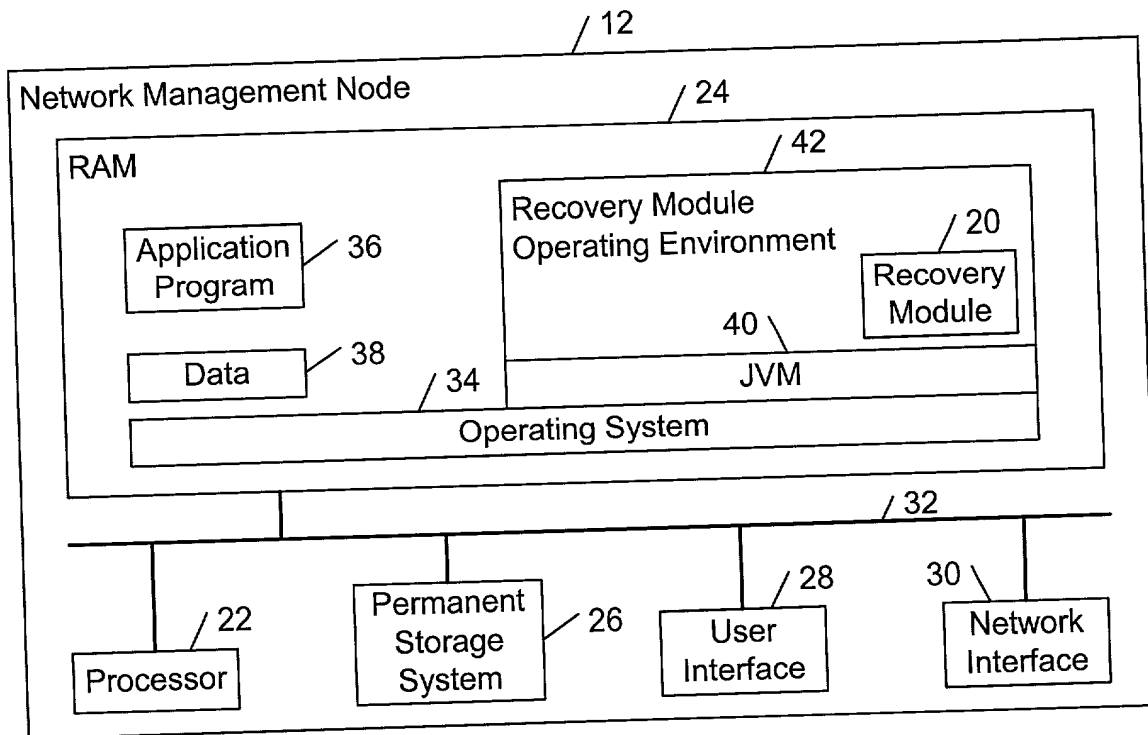 12
Network Management Node
24
RAM
42
Recovery Module
Operating Environment
20
Recovery
Module
Application
Program
36
40
Data
38
JVM
34
Operating System
32
Processor
22
Permanent
Storage
System
26
User
Interface
28
Network
Interface
30